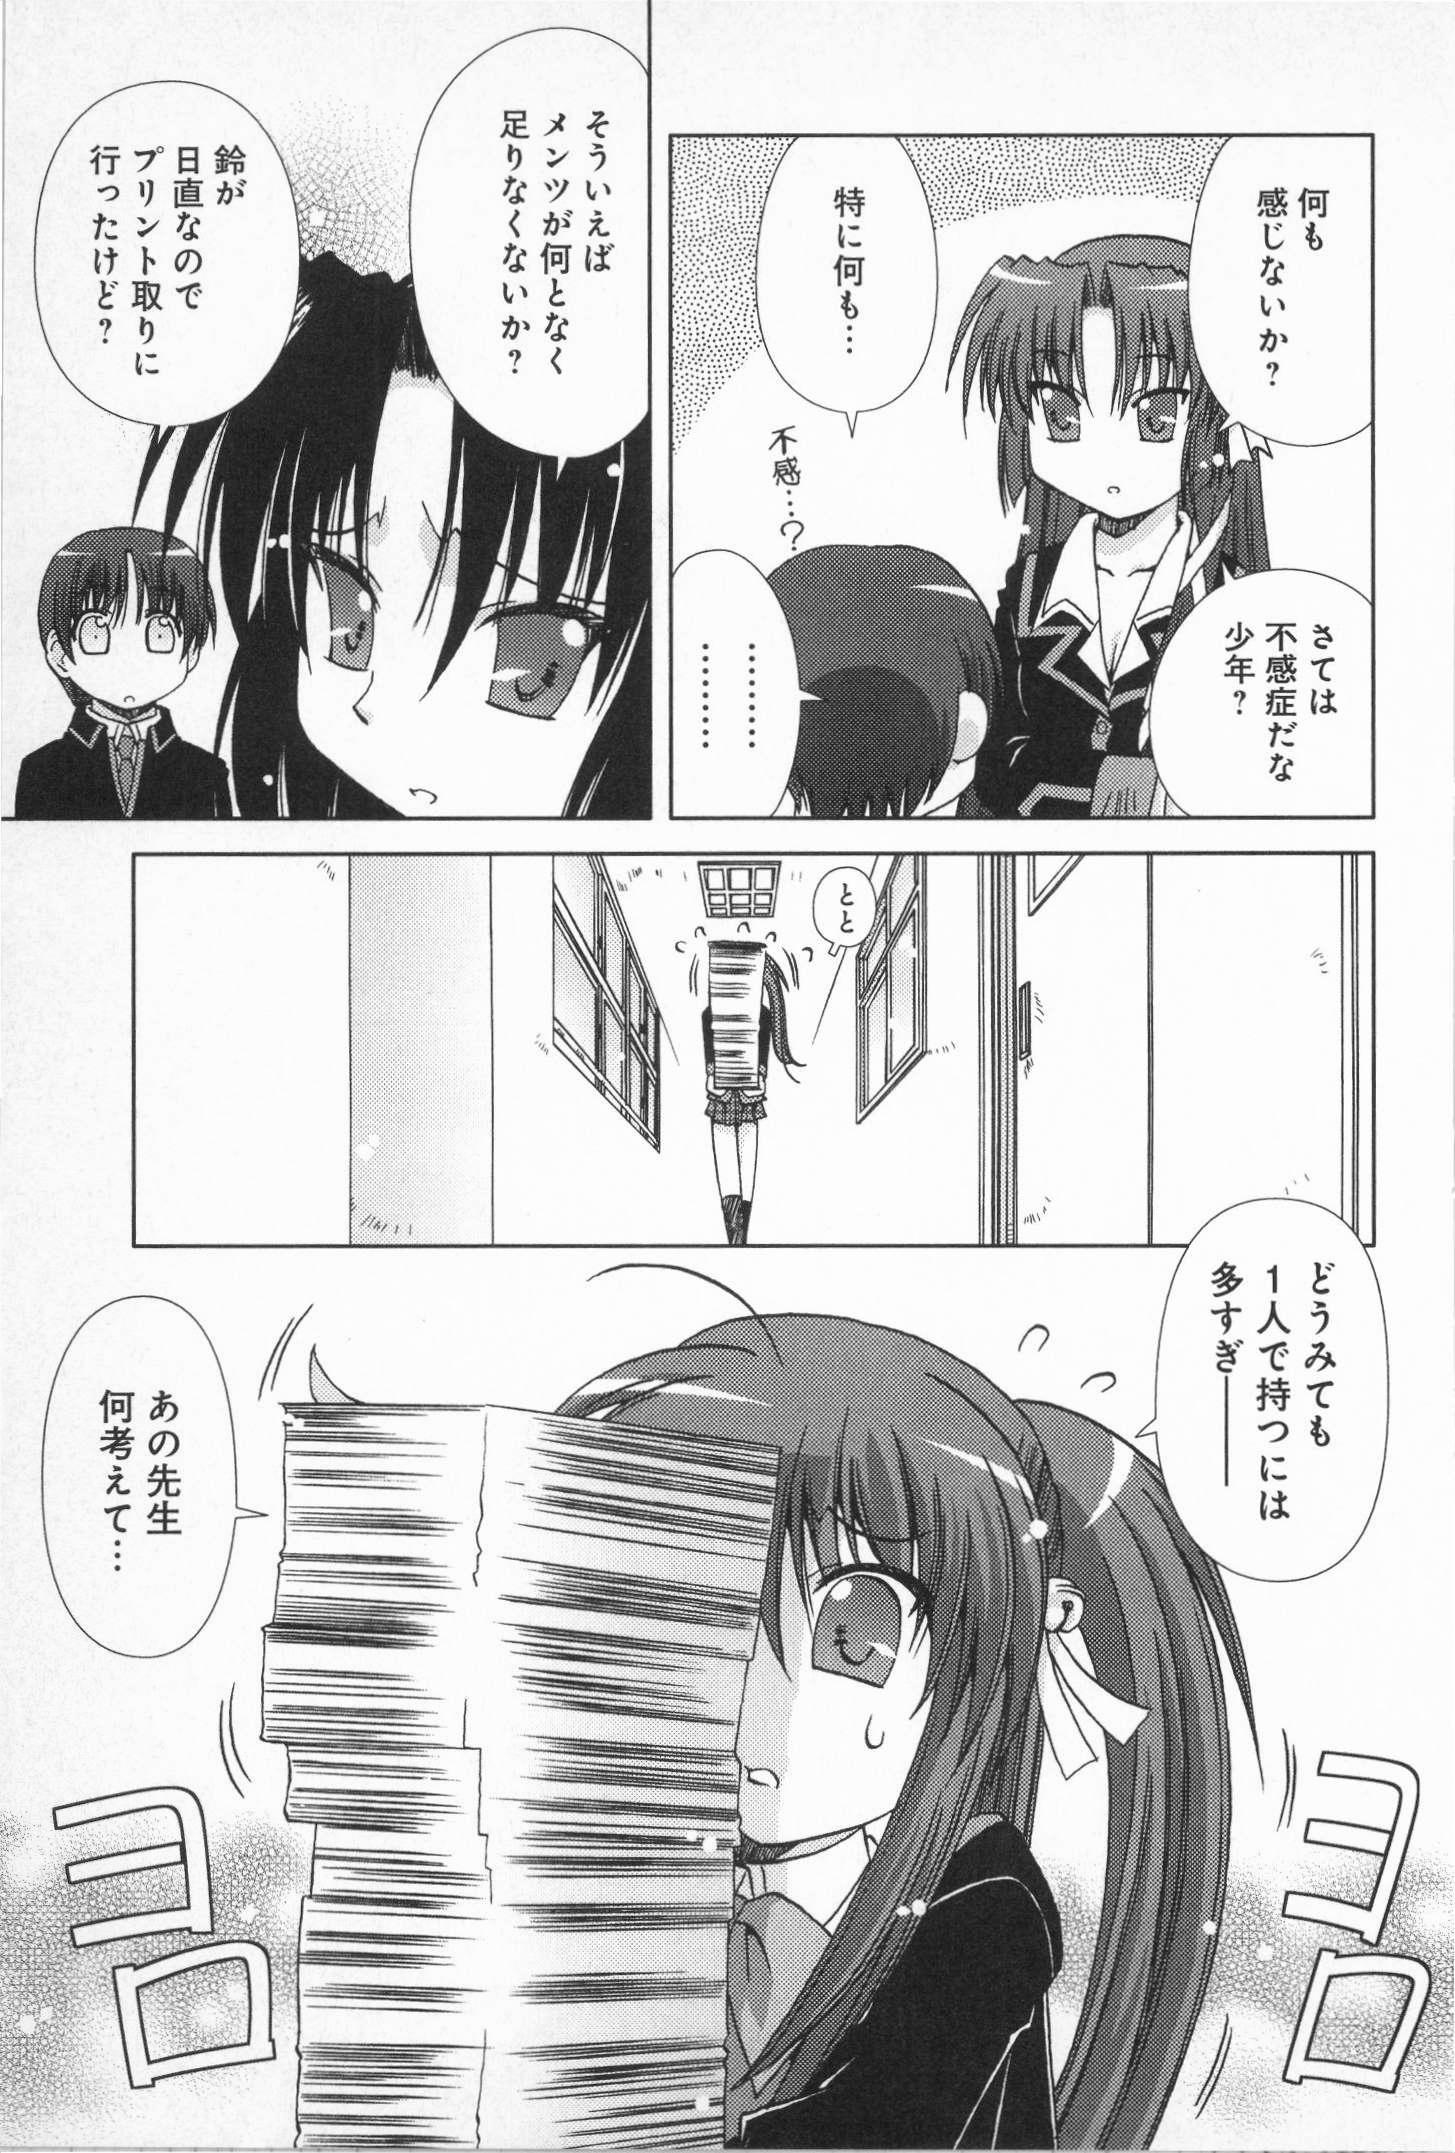 何も
感じないか?
特に何も…
不感…?
さては
不感症だな
少年?
………
………
そういえば
メンツが何となく
足りなくないか?
鈴が
日直なので
プリント取りに
行ったけど?
とと
どうみても
1人で持つには
多すぎ――
あの先生
何考えて…
ヨロ
ヨロ